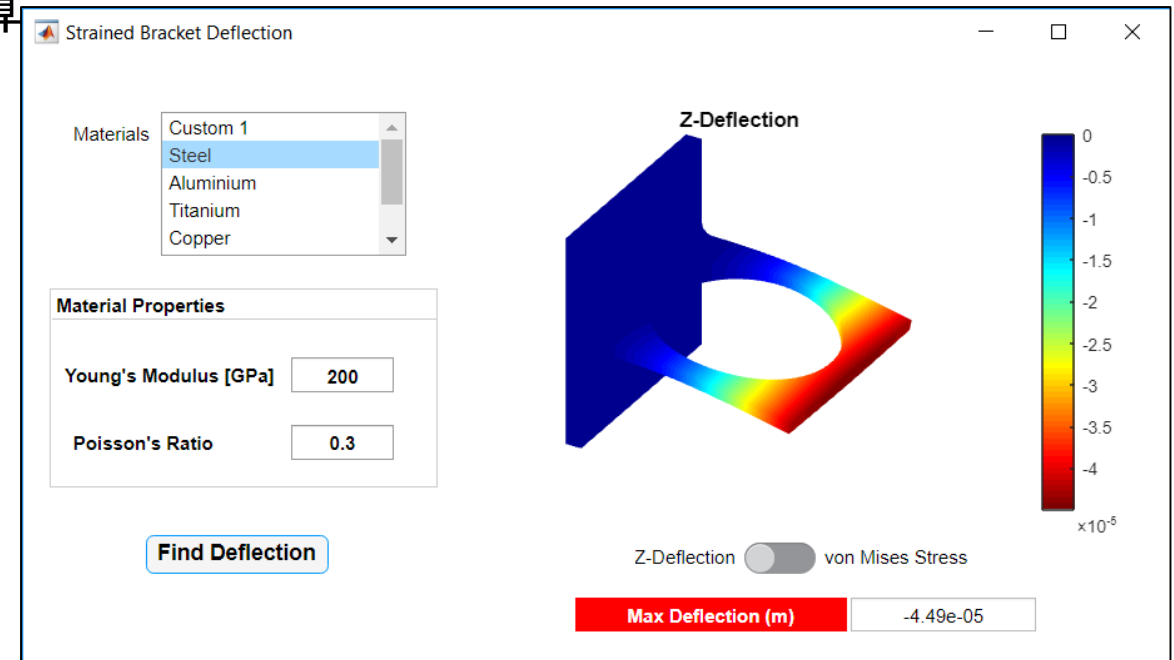 Strained Bracket Deflection
Materials
Custom 1
Steel
Aluminium
Titanium
Copper
Material Properties
Young's Modulus [GPa] 200
Poisson's Ratio 0.3
Find Deflection
Z-Deflection
0
-0.5
-1
-1.5
-2
-2.5
-3
-3.5
-4
×10-5
Z-Deflection von Mises Stress
Max Deflection (m) -4.49e-05